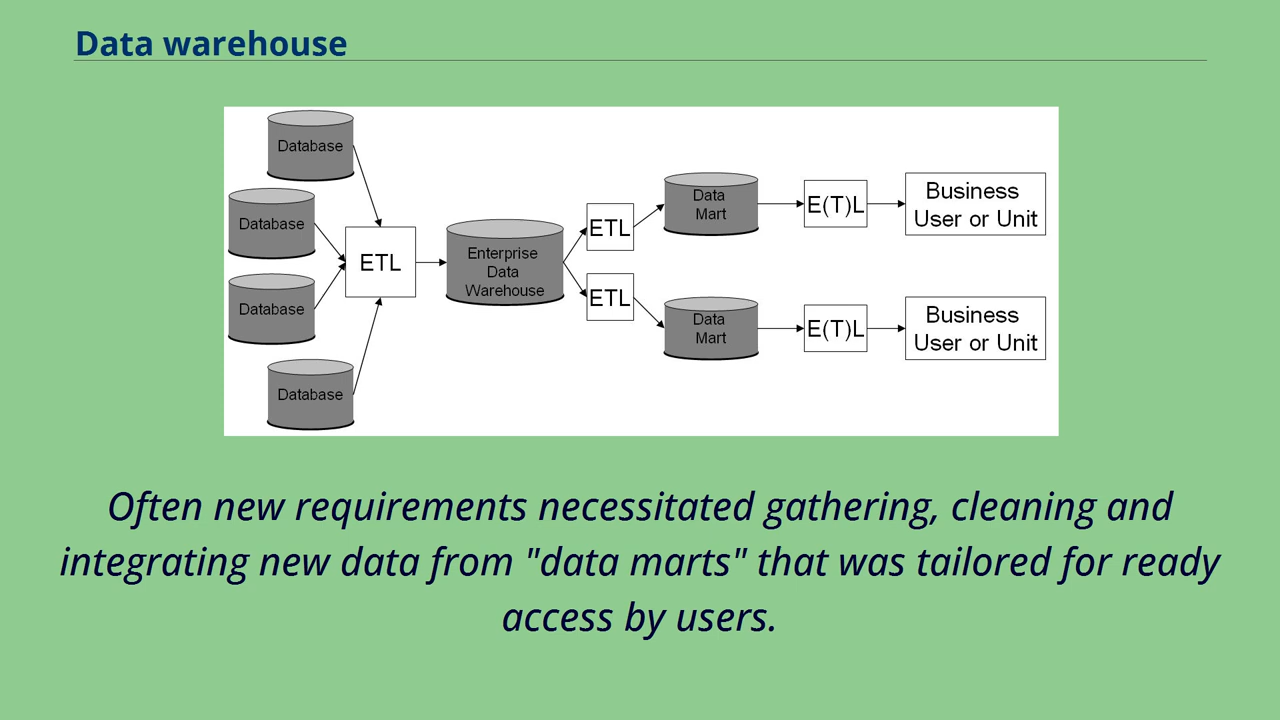 Data warehouse
Database
Database
Database
Database
ETL
Enterprise
Data
Warehouse
ETL
ETL
Data
Mart
E(T)L
Business
User or Unit
Data
Mart
E(T)L
Business
User or Unit
Often new requirements necessitated gathering, cleaning and
integrating new data from "data marts" that was tailored for ready
access by users.